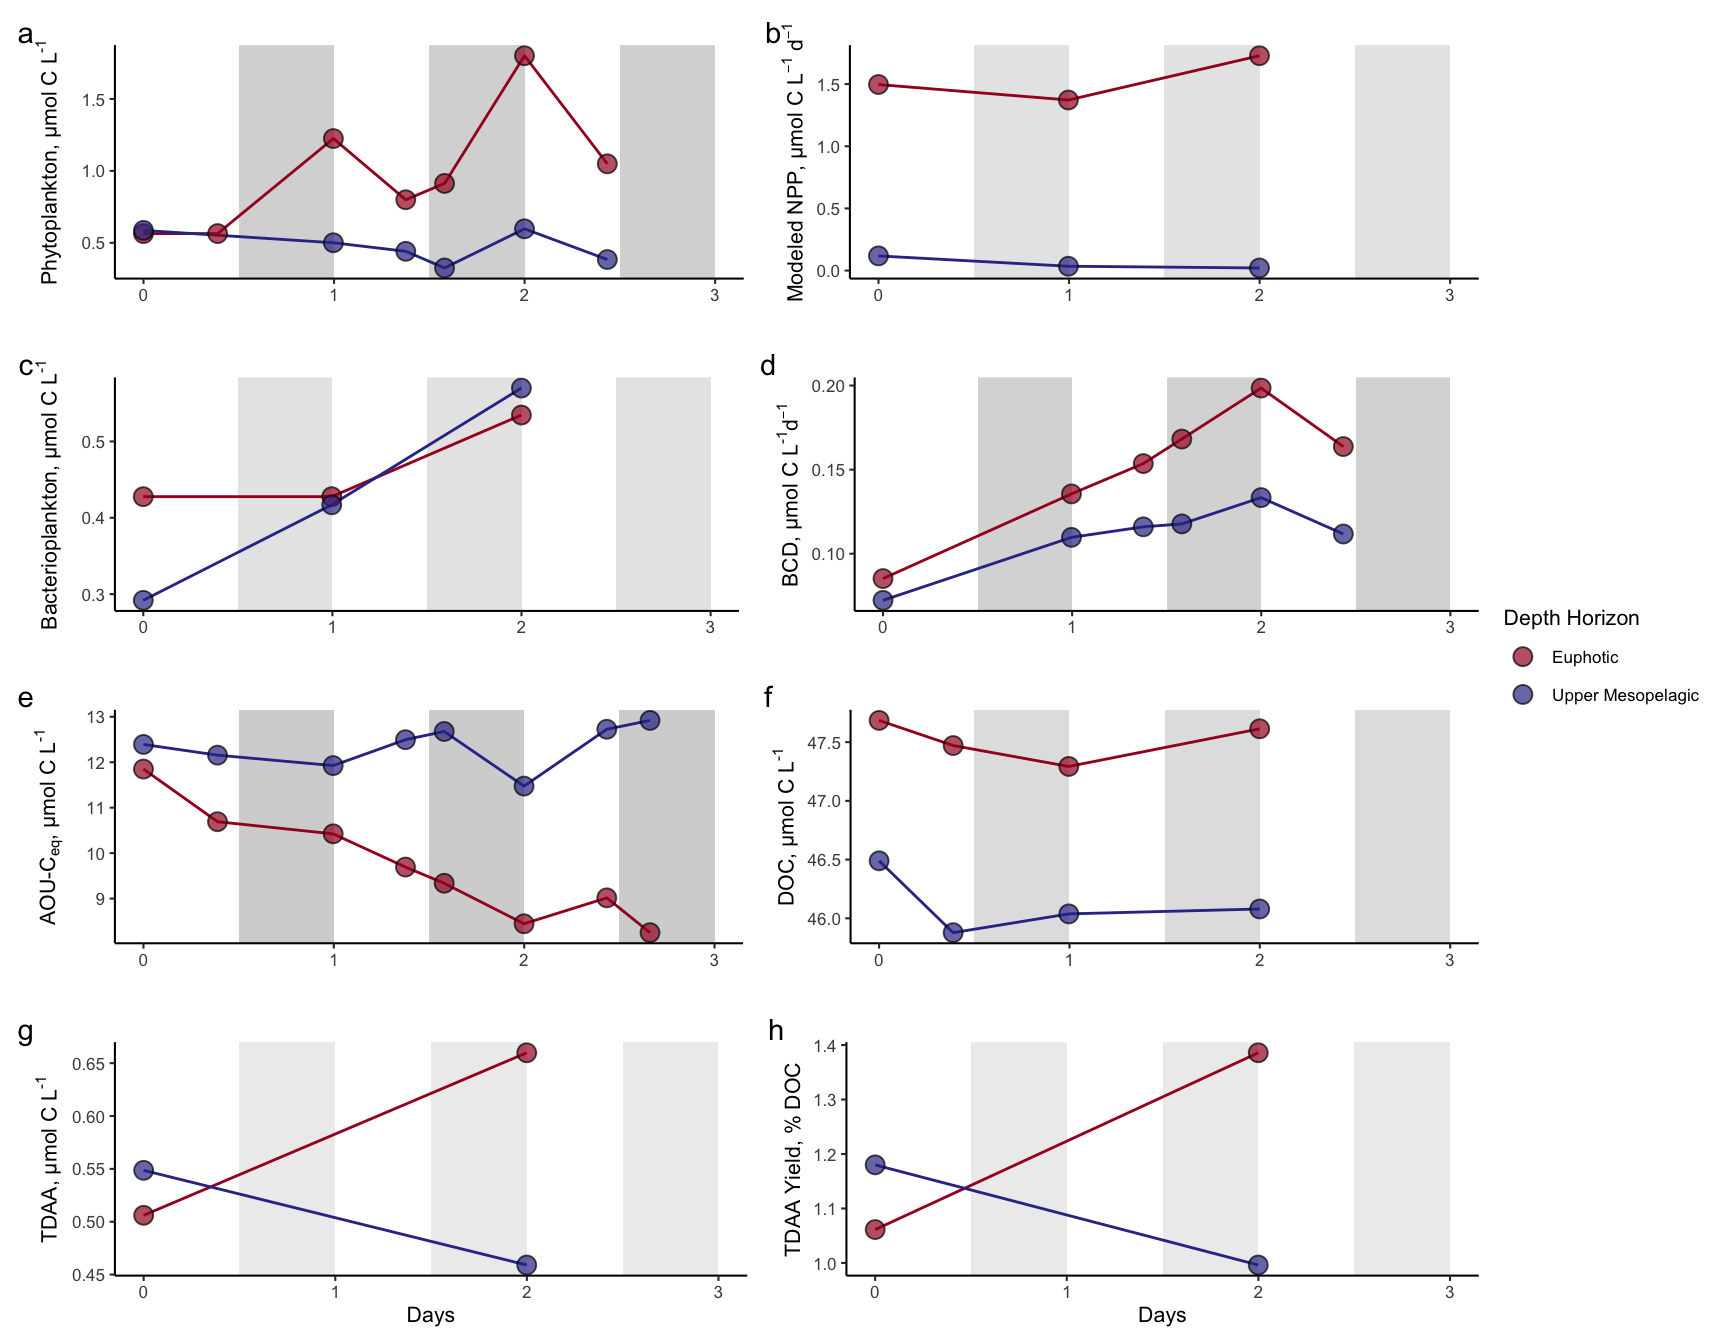 a
Phytoplankton, µmol C L⁻¹
1.5
1.0
0.5
0 1 2 3
b
Modeled NPP, µmol C L⁻¹ d⁻¹
1.5
1.0
0.5
0.0
0 1 2 3
c
Bacterioplankton, µmol C L⁻¹
0.5
0.4
0.3
0 1 2 3
d
BCD, µmol C L⁻¹d⁻¹
0.20
0.15
0.10
0 1 2 3
Depth Horizon
Euphotic
Upper Mesopelagic
e
AOU-Ceq, µmol C L⁻¹
13
12
11
10
9
0 1 2 3
f
DOC, µmol C L⁻¹
47.5
47.0
46.5
46.0
0 1 2 3
g
TDAA, µmol C L⁻¹
0.65
0.60
0.55
0.50
0.45
0 1 2 3
Days
h
TDAA Yield, % DOC
1.4
1.3
1.2
1.1
1.0
0 1 2 3
Days